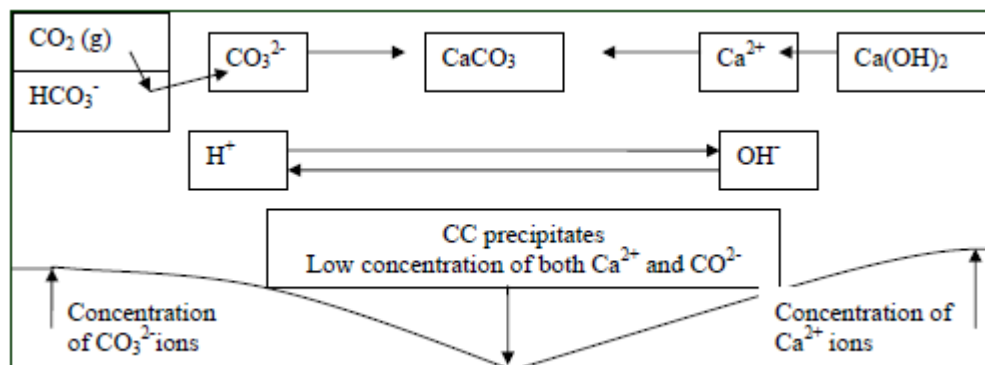 CO₂ (g)
HCO₃⁻
CO₃²⁻
CaCO₃
Ca²⁺
Ca(OH)₂
H⁺
OH⁻
CC precipitates
Low concentration of both Ca²⁺ and CO²⁻
Concentration
of CO₃²⁻ions
Concentration of
Ca²⁺ ions